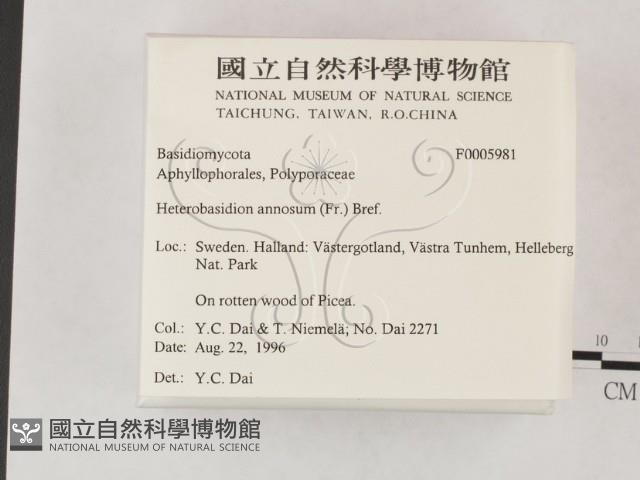 國立自然科學博物館
NATIONAL MUSEUM OF NATURAL SCIENCE
TAICHUNG, TAIWAN, R.O.CHINA
Basidiomycota F0005981
Aphyllophorales, Polyporaceae
Heterobasidion annosum (Fr.) Bref.
Loc.: Sweden. Halland: Västergotland, Västra Tunhem, Helleberg
Nat. Park
On rotten wood of Picea.
Col.: Y.C. Dai & T. Niemelä; No. Dai 2271
Date: Aug. 22, 1996
Det.: Y.C. Dai
10
CM
國立自然科學博物館
NATIONAL MUSEUM OF NATURAL SCIENCE